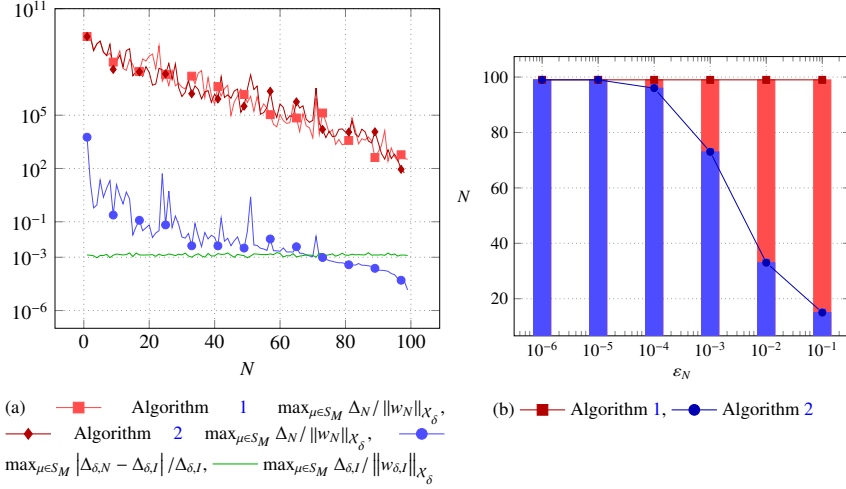 10^11
10^5
10^2
10^−1
10^−3
10^−6
0 20 40 60 80 100
N
100
80
60
40
20
N
10^−6 10^−5 10^−4 10^−3 10^−2 10^−1
ε_N
(a) Algorithm 1 max_{μ∈S_M} Δ_N / ‖w_N‖_{X_δ},
Algorithm 2 max_{μ∈S_M} Δ_N / ‖w_N‖_{X_δ},
max_{μ∈S_M} |Δ_{δ,N} − Δ_{δ,I}| / Δ_{δ,I}, max_{μ∈S_M} Δ_{δ,I} / ‖w_{δ,I}‖_{X_δ}
(b) Algorithm 1, Algorithm 2